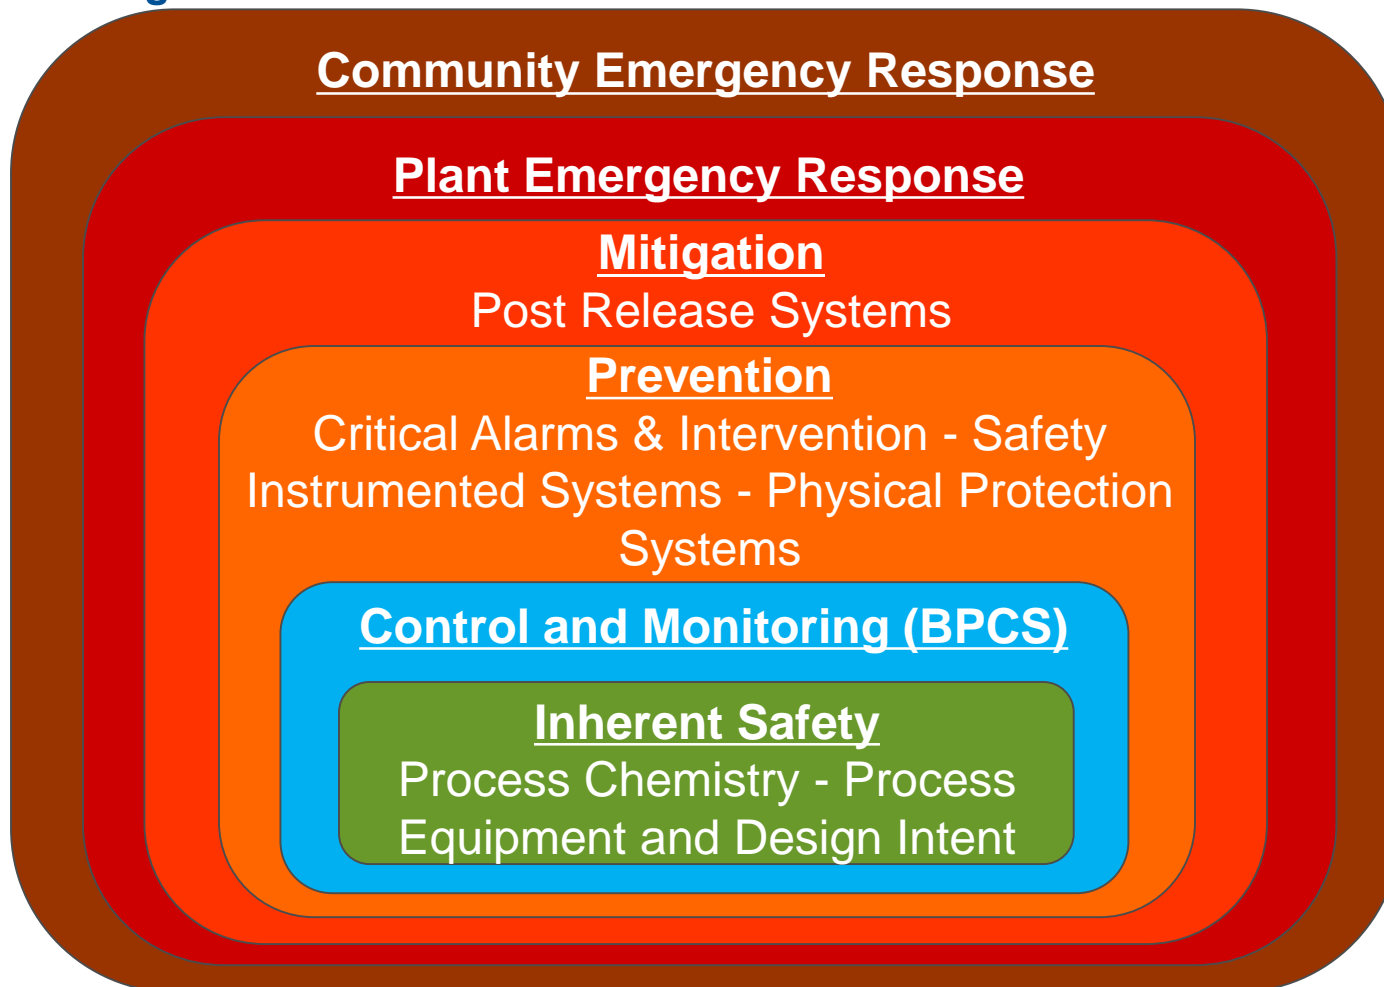 Community Emergency Response
Plant Emergency Response
Mitigation
Post Release Systems
Prevention
Critical Alarms & Intervention - Safety
Instrumented Systems - Physical Protection
Systems
Control and Monitoring (BPCS)
Inherent Safety
Process Chemistry - Process
Equipment and Design Intent